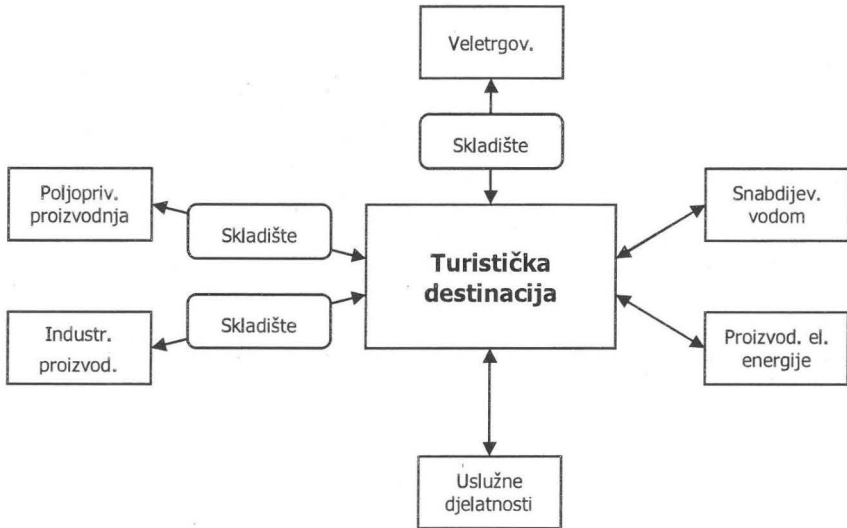 Veletrgov.
Skladište
Poljopriv.
proizvodnja
Skladište
Turistička
destinacija
Snabdijev.
vodom
Industr.
proizvod.
Skladište
Proizvod. el.
energije
Uslužne
djelatnosti